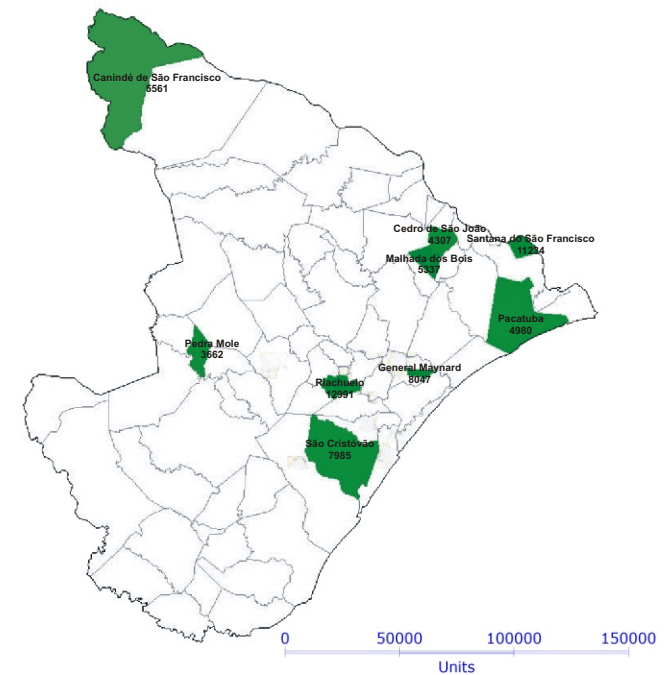 Canindé de São Francisco
5561
Cedro de São João
4307
Santana do São Francisco
11234
Malhada dos Bois
5337
Pacatuba
4980
Pedra Mole
3662
General Maynard
8047
Riachuelo
12991
São Cristóvão
7985
0 50000 100000 150000
Units